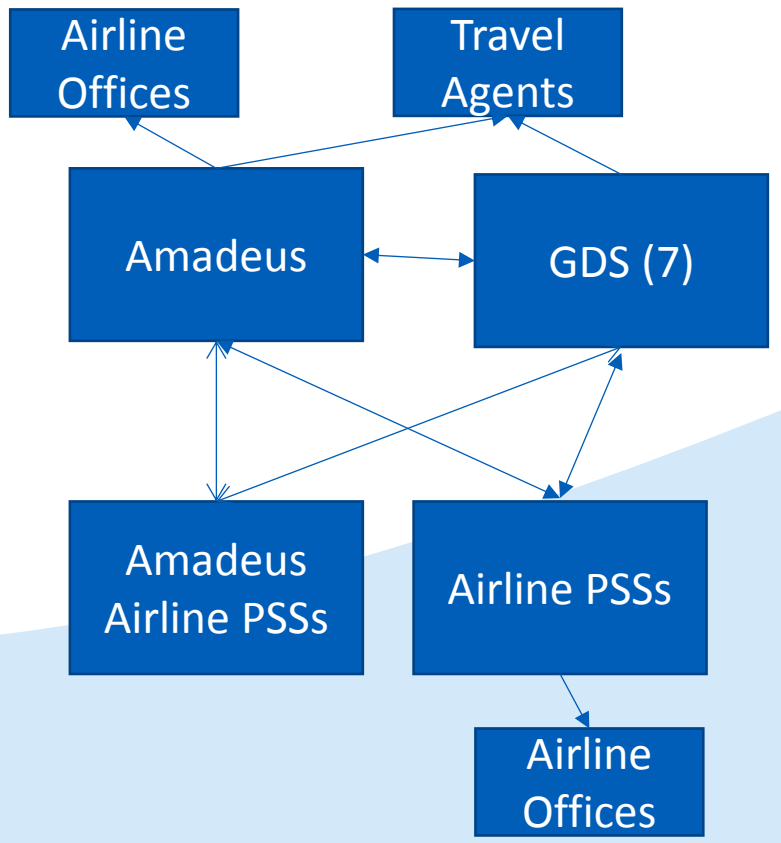 Airline
Offices
Travel
Agents
Amadeus
GDS (7)
Amadeus
Airline PSSs
Airline PSSs
Airline
Offices